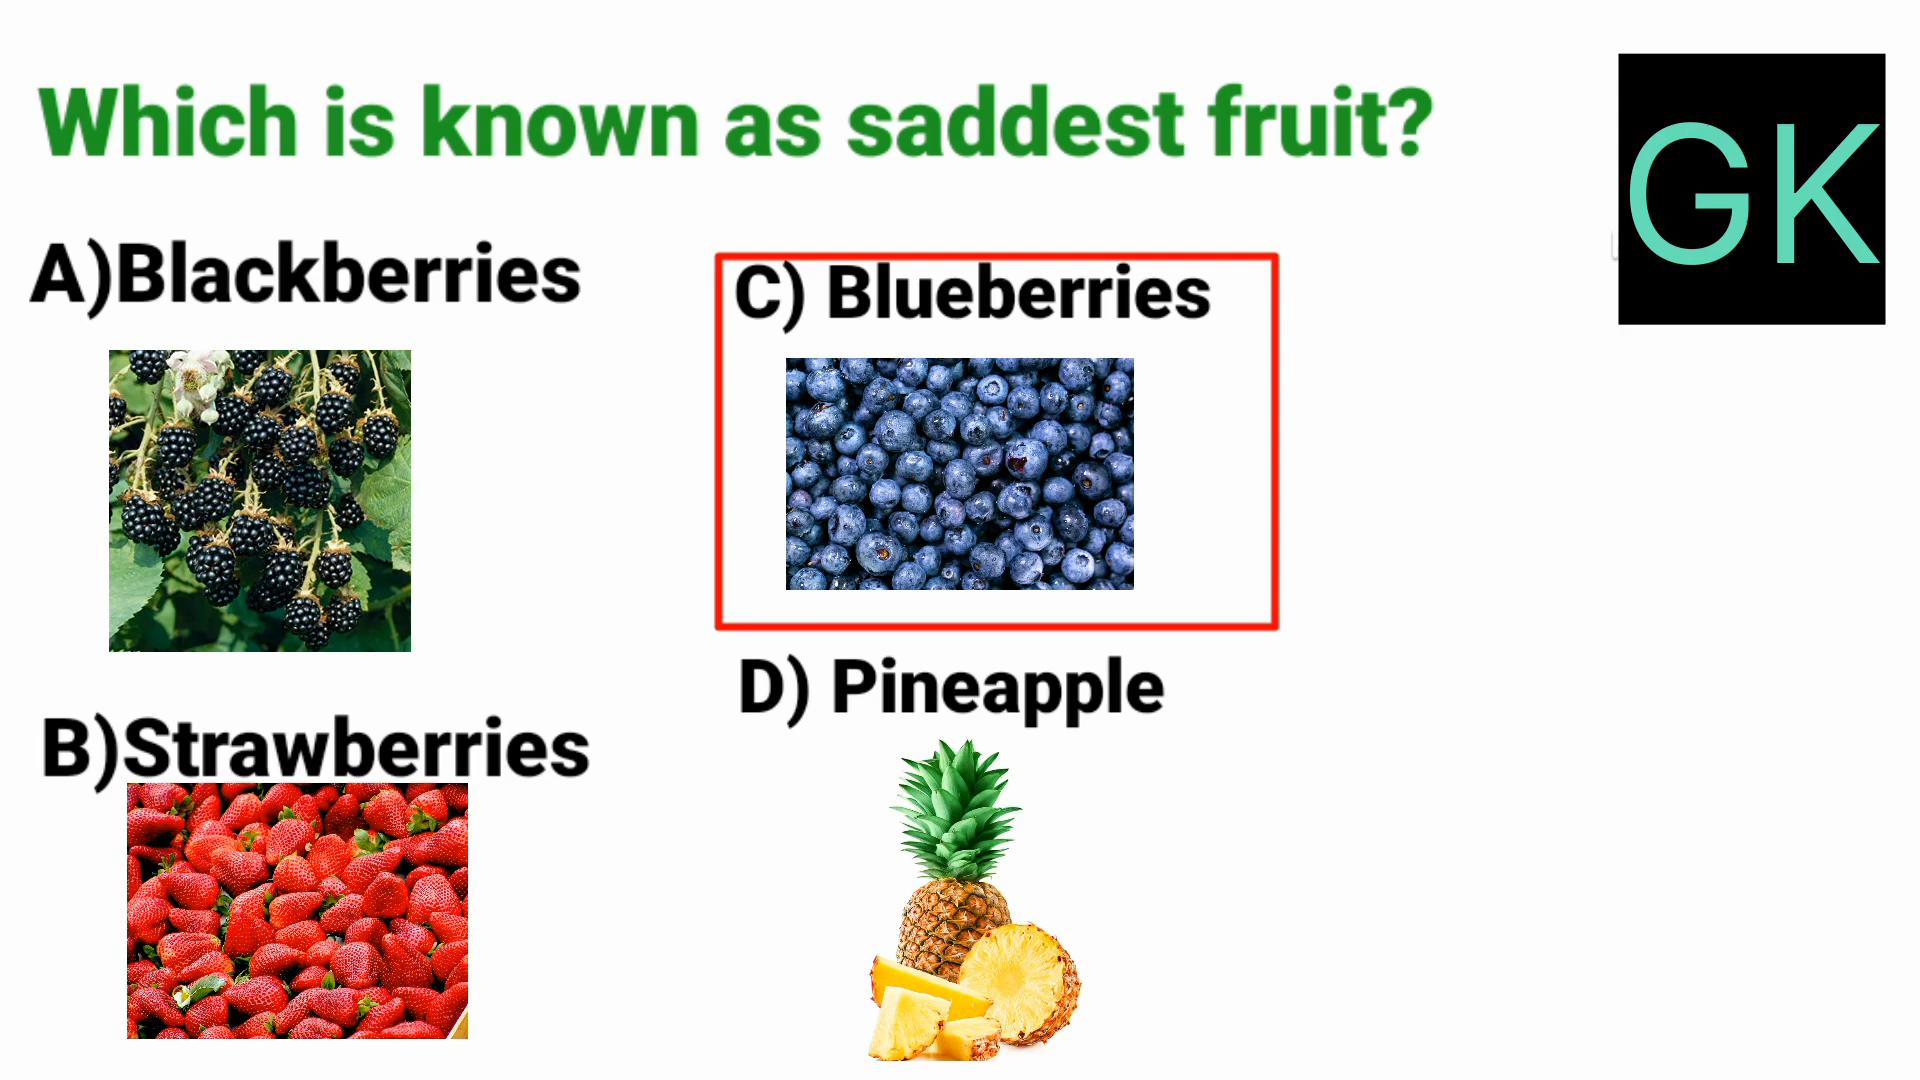 Which is known as saddest fruit?
GK
A)Blackberries
C) Blueberries
B)Strawberries
D) Pineapple